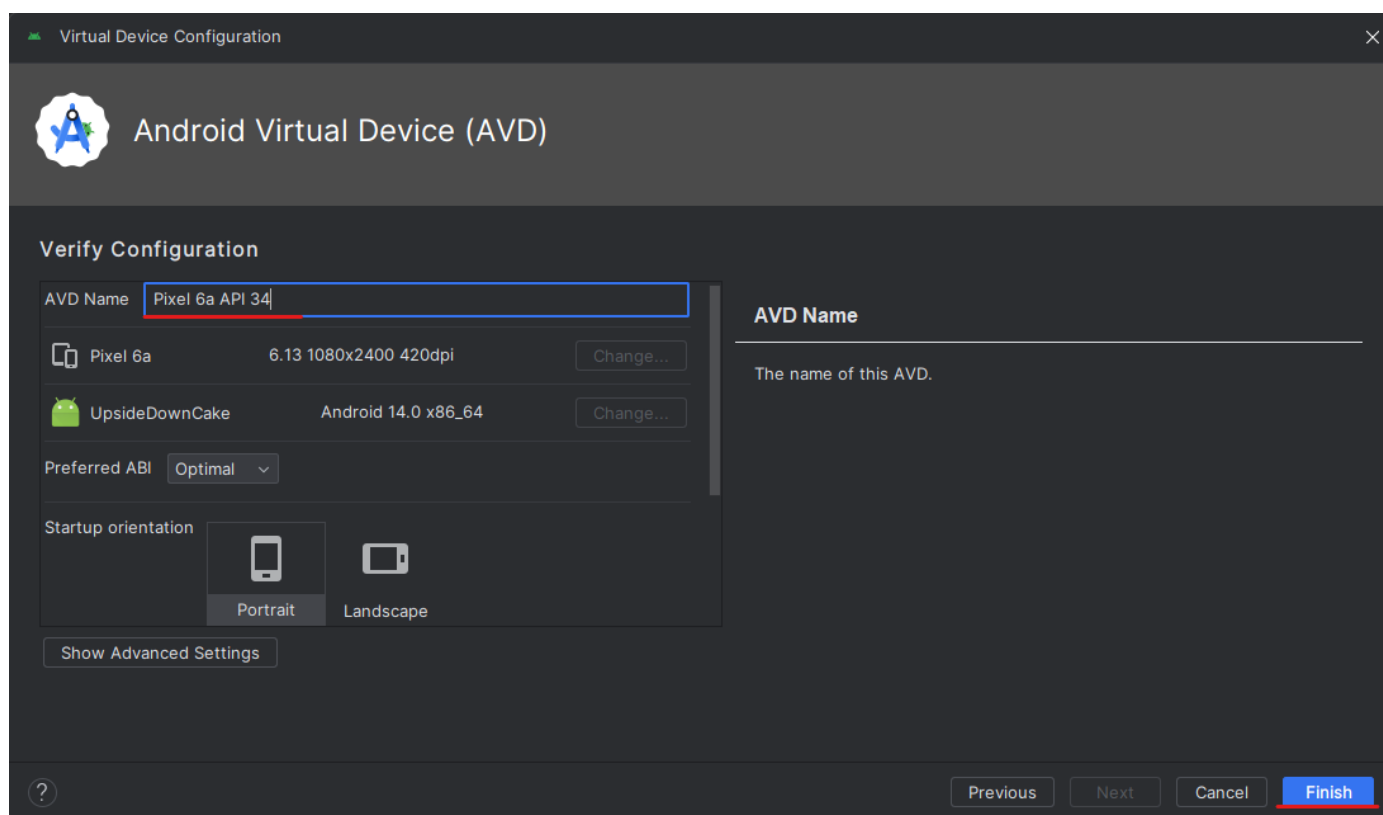 Virtual Device Configuration
Android Virtual Device (AVD)
Verify Configuration
AVD Name Pixel 6a API 34
Pixel 6a 6.13 1080x2400 420dpi Change...
UpsideDownCake Android 14.0 x86_64 Change...
Preferred ABI Optimal
Startup orientation
Portrait Landscape
Show Advanced Settings
AVD Name
The name of this AVD.
? Previous Next Cancel Finish